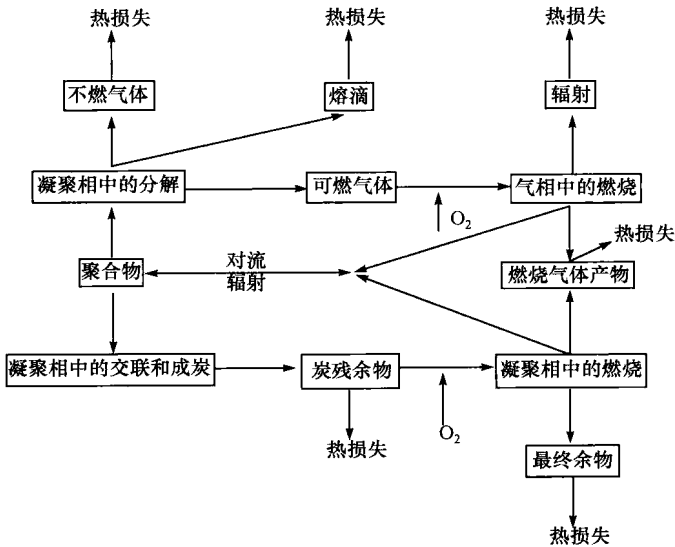 热损失
热损失
热损失
不燃气体
熔滴
辐射
凝聚相中的分解
可燃气体
气相中的燃烧
O₂
热损失
聚合物
对流
辐射
燃烧气体产物
凝聚相中的交联和成炭
炭残余物
凝聚相中的燃烧
O₂
热损失
最终余物
热损失